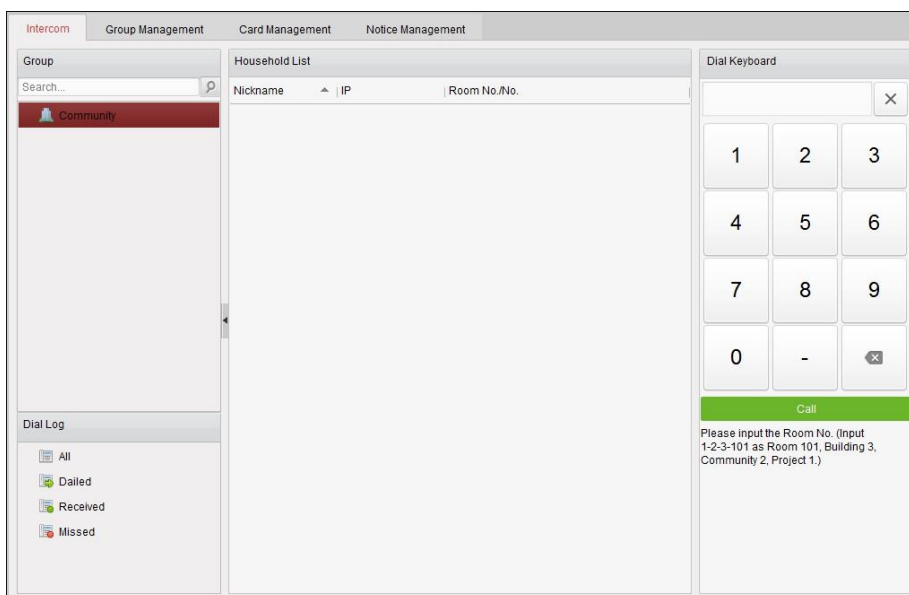 Intercom
Group Management
Card Management
Notice Management
Group
Search...
Community
Dial Log
All
Dailed
Received
Missed
Household List
Nickname
IP
Room No./No.
Dial Keyboard
1 2 3
4 5 6
7 8 9
0 -
Call
Please input the Room No. (Input
1-2-3-101 as Room 101, Building 3,
Community 2, Project 1.)